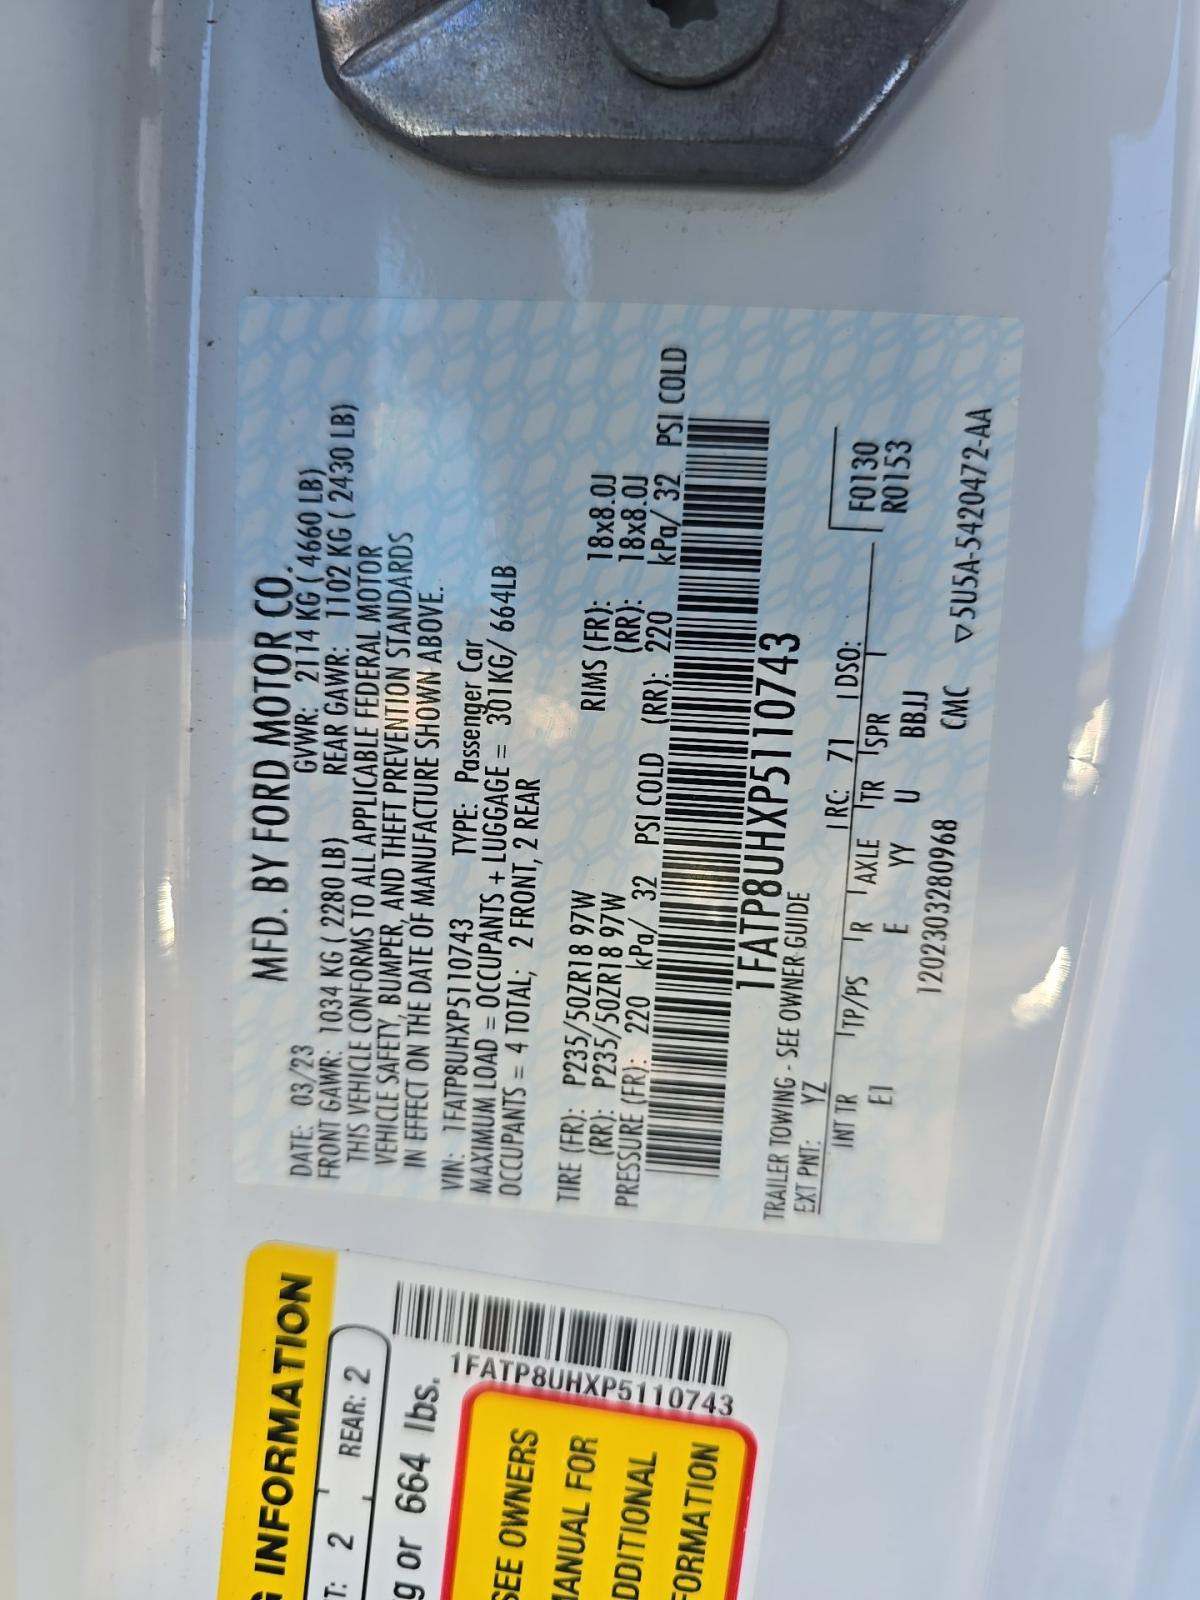 MFD. BY FORD MOTOR CO.
DATE: 03/23 GVWR: 2114 KG ( 4660 LB)
FRONT GAWR: 1034 KG ( 2280 LB) REAR GAWR: 1102 KG ( 2430 LB)
THIS VEHICLE CONFORMS TO ALL APPLICABLE FEDERAL MOTOR
VEHICLE SAFETY, BUMPER, AND THEFT PREVENTION STANDARDS
IN EFFECT ON THE DATE OF MANUFACTURE SHOWN ABOVE.
VIN: 1FATP8UHXP5110743 TYPE: Passenger Car
MAXIMUM LOAD = OCCUPANTS + LUGGAGE = 301KG/ 664LB
OCCUPANTS = 4 TOTAL; 2 FRONT, 2 REAR
TIRE (FR): P235/50ZR18 97W RIMS (FR): 18x8.0J
(RR): P235/50ZR18 97W (RR): 18x8.0J
PRESSURE (FR): 220 kPa/ 32 PSI COLD (RR): 220 kPa/ 32 PSI COLD
1FATP8UHXP5110743
TRAILER TOWING - SEE OWNER GUIDE
EXT PNT: YZ RC: 71 DSO: F0130
INT TR TP/PS R AXLE TR SPR R0153
EJ E YY U BBJJ
1202303280968 CMC ▽5U5A-5420472-AA
G INFORMATION
T: 2 REAR: 2
g or 664 lbs.
1FATP8UHXP5110743
SEE OWNERS
MANUAL FOR
ADDITIONAL
FORMATION